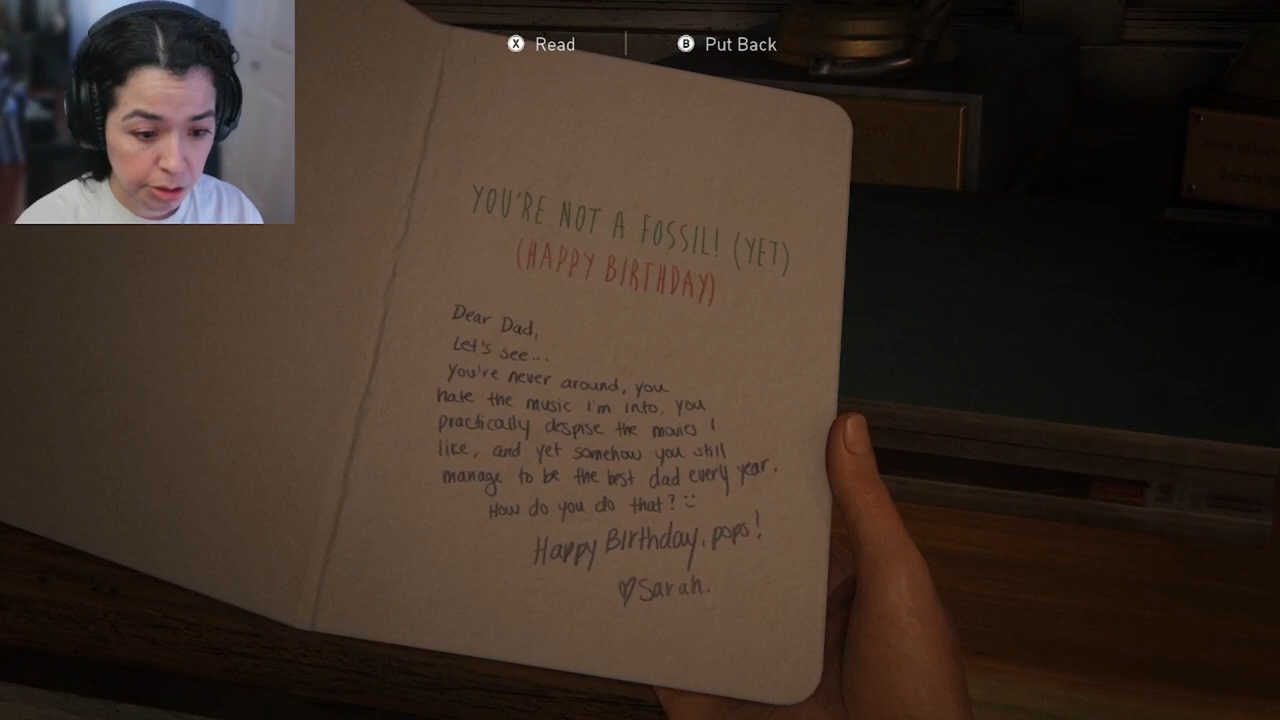 X Read | B Put Back
YOU'RE NOT A FOSSIL! (YET)
(HAPPY BIRTHDAY)
Dear Dad,
Let's see...
You're never around, you
hate the music I'm into, you
practically despise the movies I
like, and yet somehow you still
manage to be the best dad every year.
How do you do that? :)
Happy Birthday, pops!
♡ Sarah.